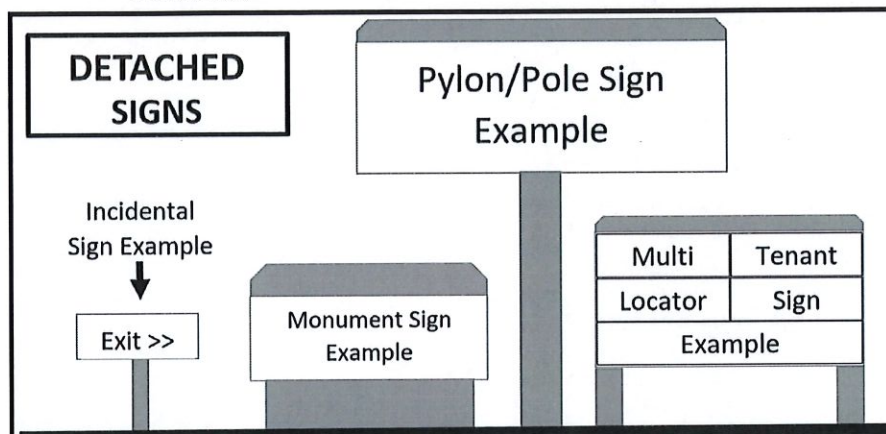 DETACHED
SIGNS
Pylon/Pole Sign
Example
Incidental
Sign Example
Exit >>
Monument Sign
Example
Multi Tenant
Locator Sign
Example